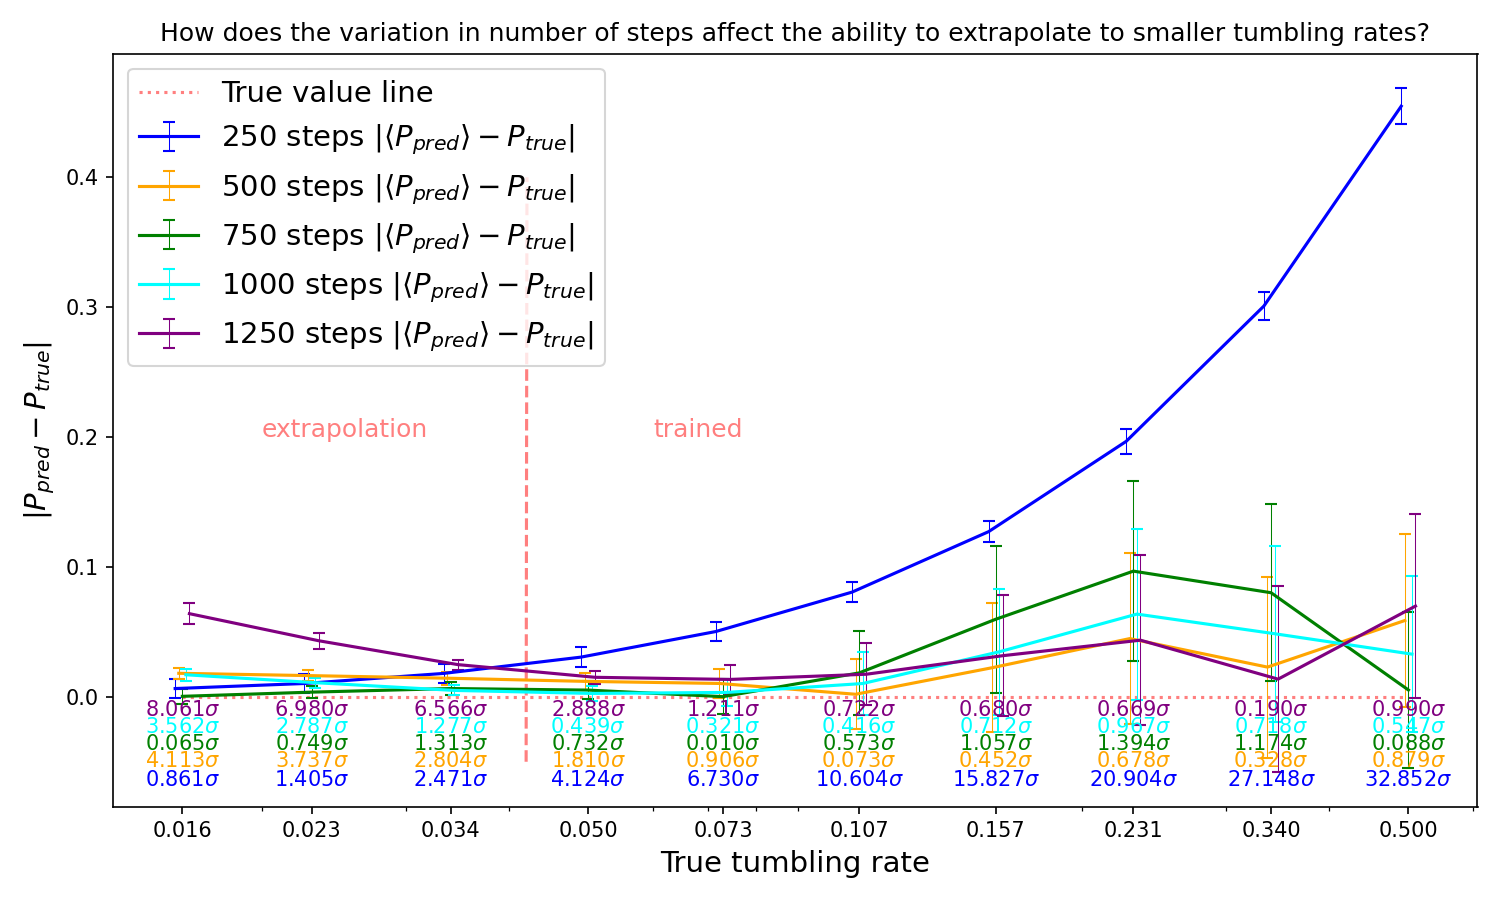 How does the variation in number of steps affect the ability to extrapolate to smaller tumbling rates?
True value line
250 steps |⟨P_pred⟩ − P_true|
500 steps |⟨P_pred⟩ − P_true|
750 steps |⟨P_pred⟩ − P_true|
1000 steps |⟨P_pred⟩ − P_true|
1250 steps |⟨P_pred⟩ − P_true|
|P_pred − P_true|
0.4
0.3
0.2
0.1
0.0
extrapolation trained
8.061σ 6.980σ 6.566σ 2.888σ 1.211σ 0.722σ 0.680σ 0.669σ 0.190σ 0.990σ
3.562σ 2.787σ 1.277σ 0.439σ 0.321σ 0.416σ 0.712σ 0.967σ 0.718σ 0.547σ
0.065σ 0.749σ 1.313σ 0.732σ 0.010σ 0.573σ 1.057σ 1.394σ 1.174σ 0.088σ
4.113σ 3.737σ 2.804σ 1.810σ 0.906σ 0.073σ 0.452σ 0.678σ 0.328σ 0.879σ
0.861σ 1.405σ 2.471σ 4.124σ 6.730σ 10.604σ 15.827σ 20.904σ 27.148σ 32.852σ
0.016 0.023 0.034 0.050 0.073 0.107 0.157 0.231 0.340 0.500
True tumbling rate